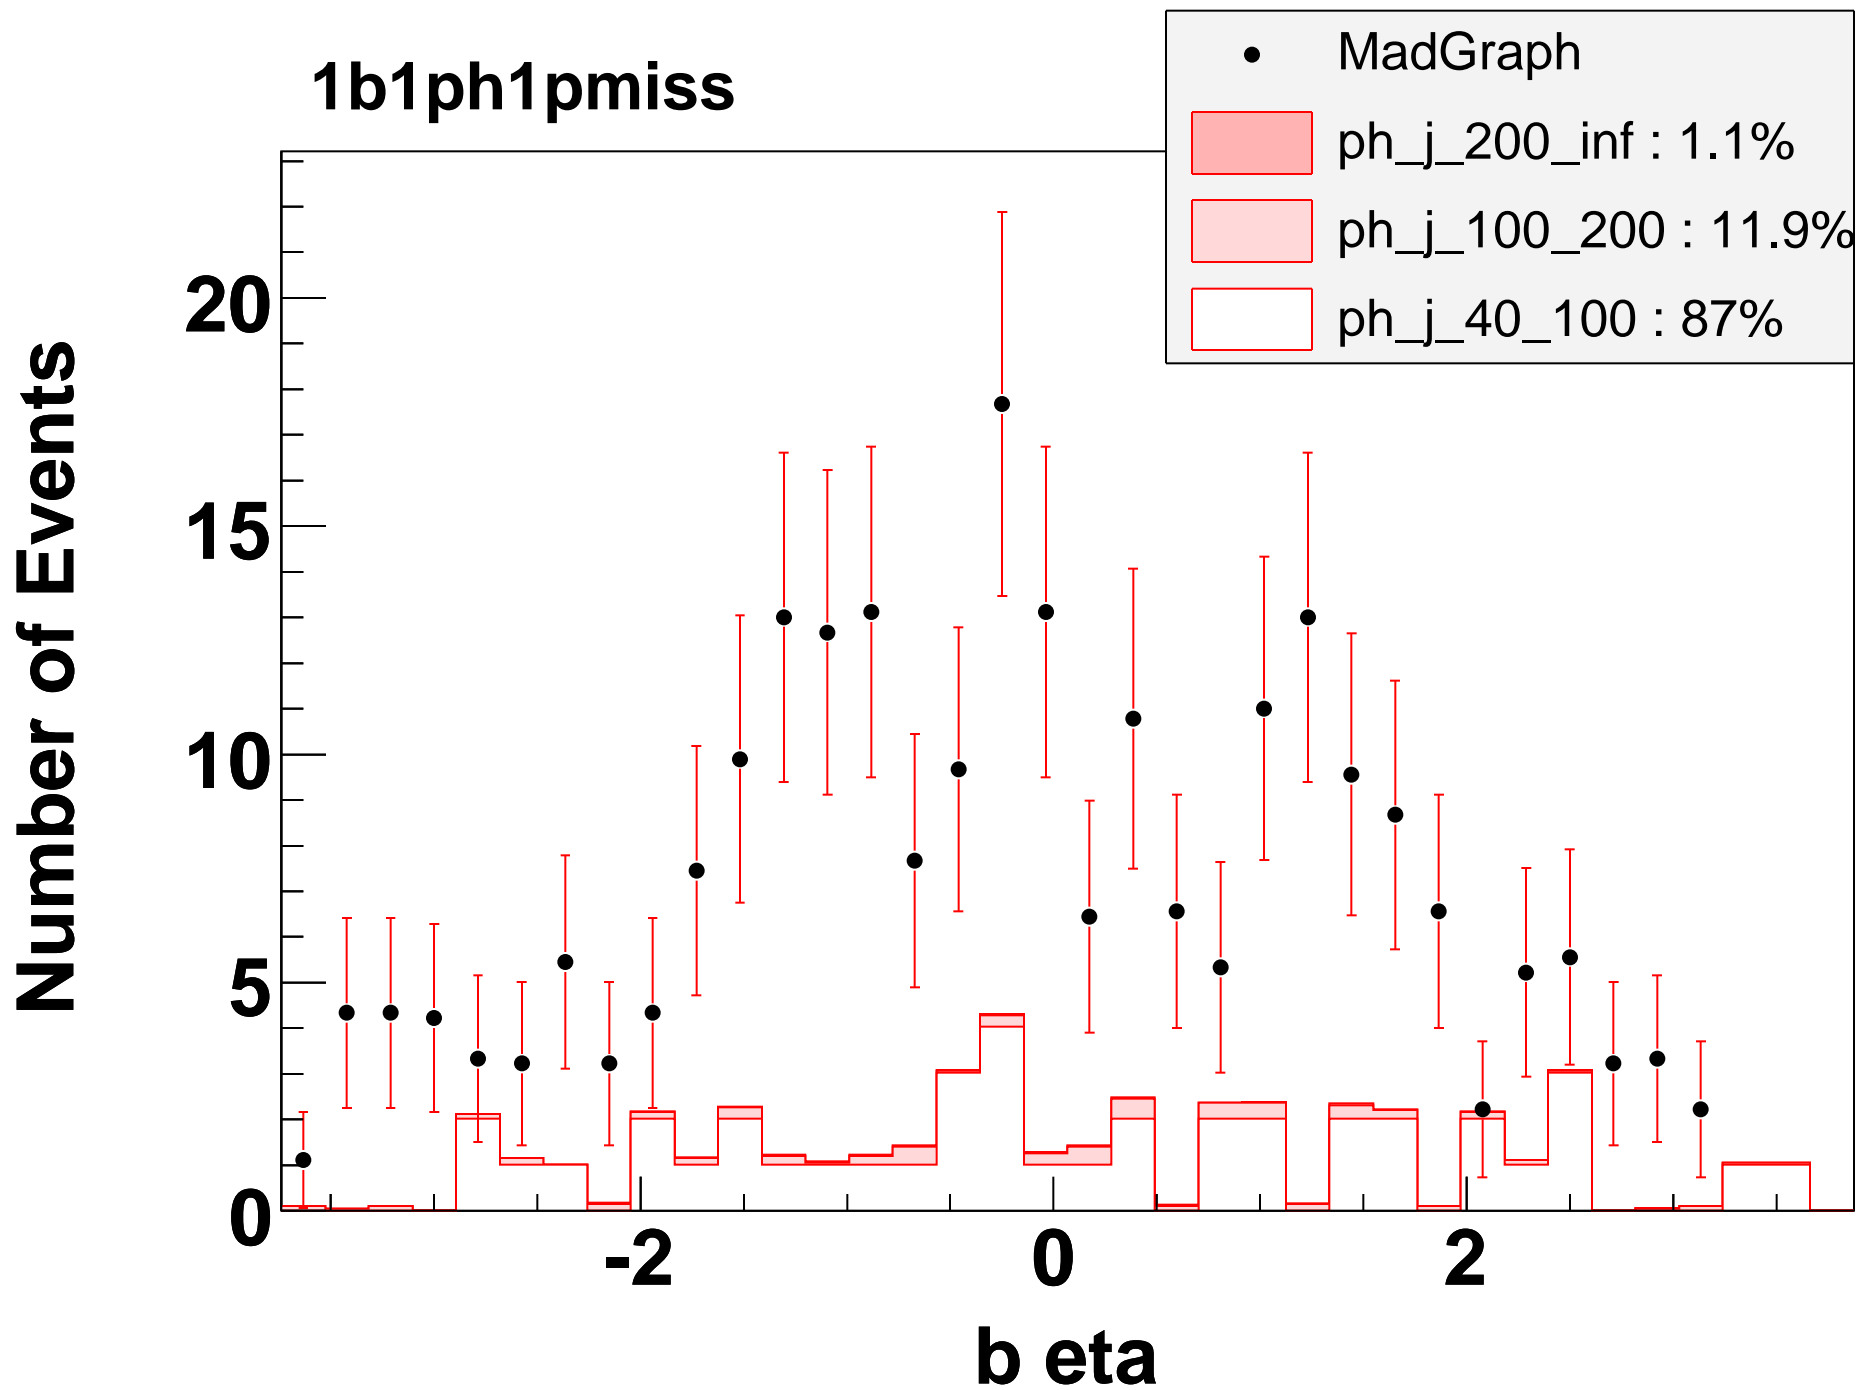 1b1ph1pmiss
MadGraph
ph_j_200_inf : 1.1%
ph_j_100_200 : 11.9%
ph_j_40_100 : 87%
Number of Events
20
15
10
5
0
-2
0
2
b eta